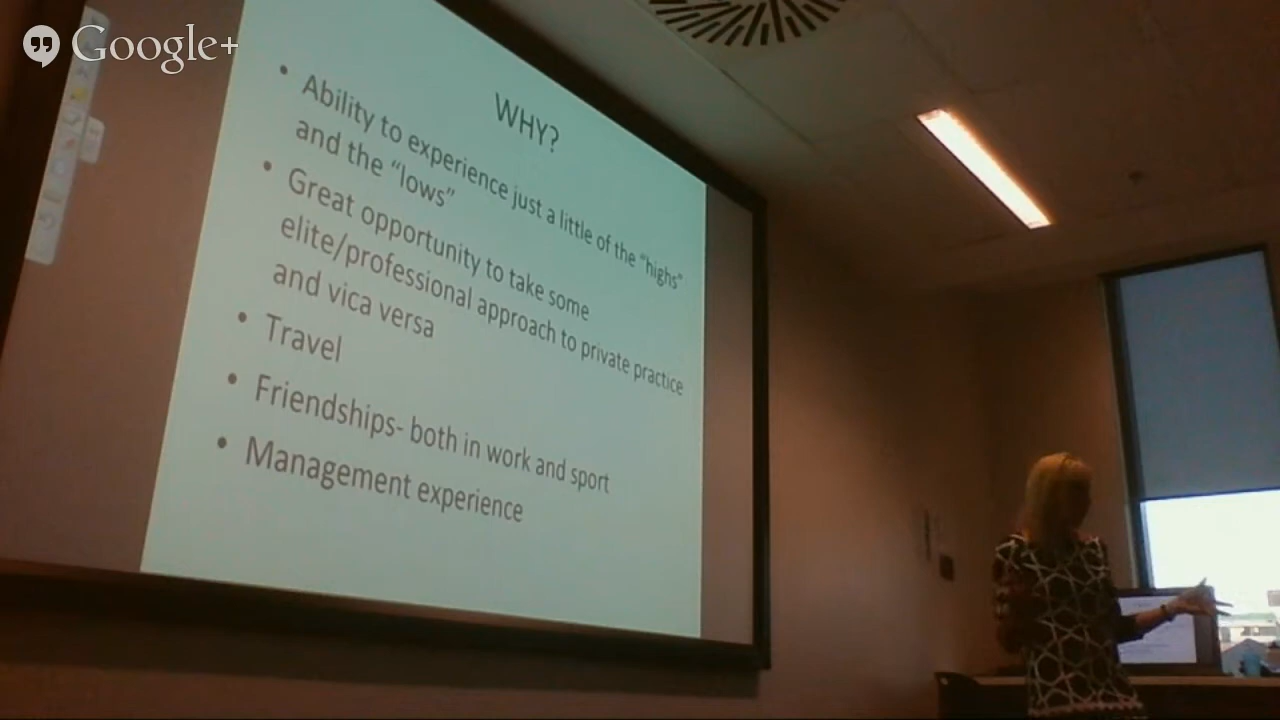 Google+
WHY?
• Ability to experience just a little of the "highs"
and the "lows"
• Great opportunity to take some
elite/professional approach to private practice
and vica versa
• Travel
• Friendships- both in work and sport
• Management experience